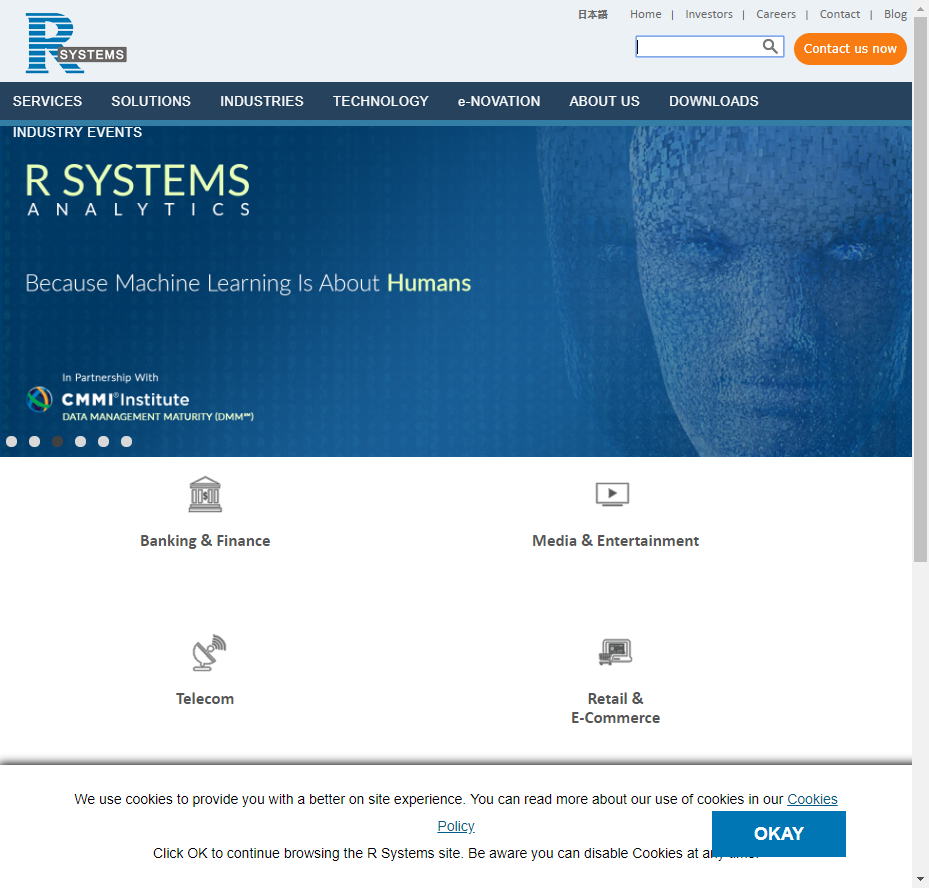 R
SYSTEMS
日本語 Home | Investors | Careers | Contact | Blog
Contact us now
SERVICES SOLUTIONS INDUSTRIES TECHNOLOGY e-NOVATION ABOUT US DOWNLOADS
INDUSTRY EVENTS
R SYSTEMS
ANALYTICS
Because Machine Learning Is About Humans
In Partnership With
CMMI® Institute
DATA MANAGEMENT MATURITY (DMM℠)
Banking & Finance
Media & Entertainment
Telecom
Retail &
E-Commerce
We use cookies to provide you with a better on site experience. You can read more about our use of cookies in our Cookies
Policy
Click OK to continue browsing the R Systems site. Be aware you can disable Cookies at any time.
OKAY